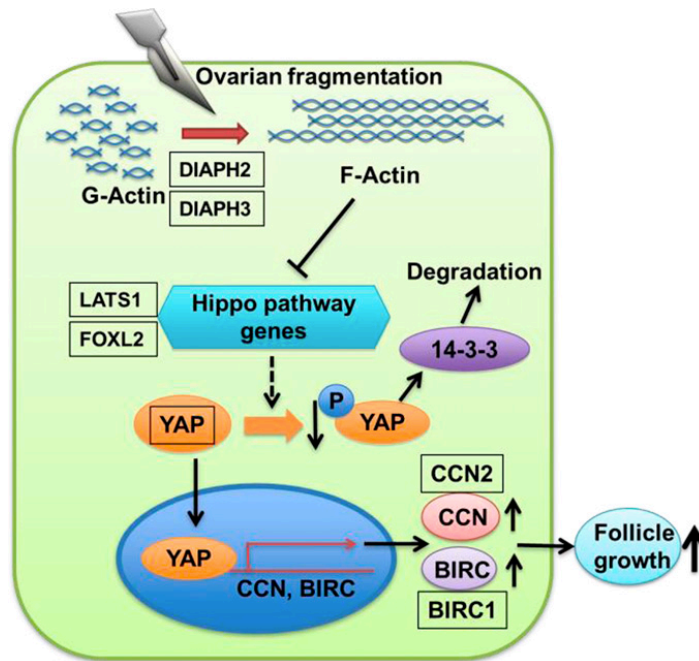 Ovarian fragmentation
G-Actin
DIAPH2
DIAPH3
F-Actin
LATS1
FOXL2
Hippo pathway
genes
Degradation
14-3-3
YAP
P
YAP
CCN2
CCN
YAP
CCN, BIRC
BIRC
BIRC1
Follicle
growth